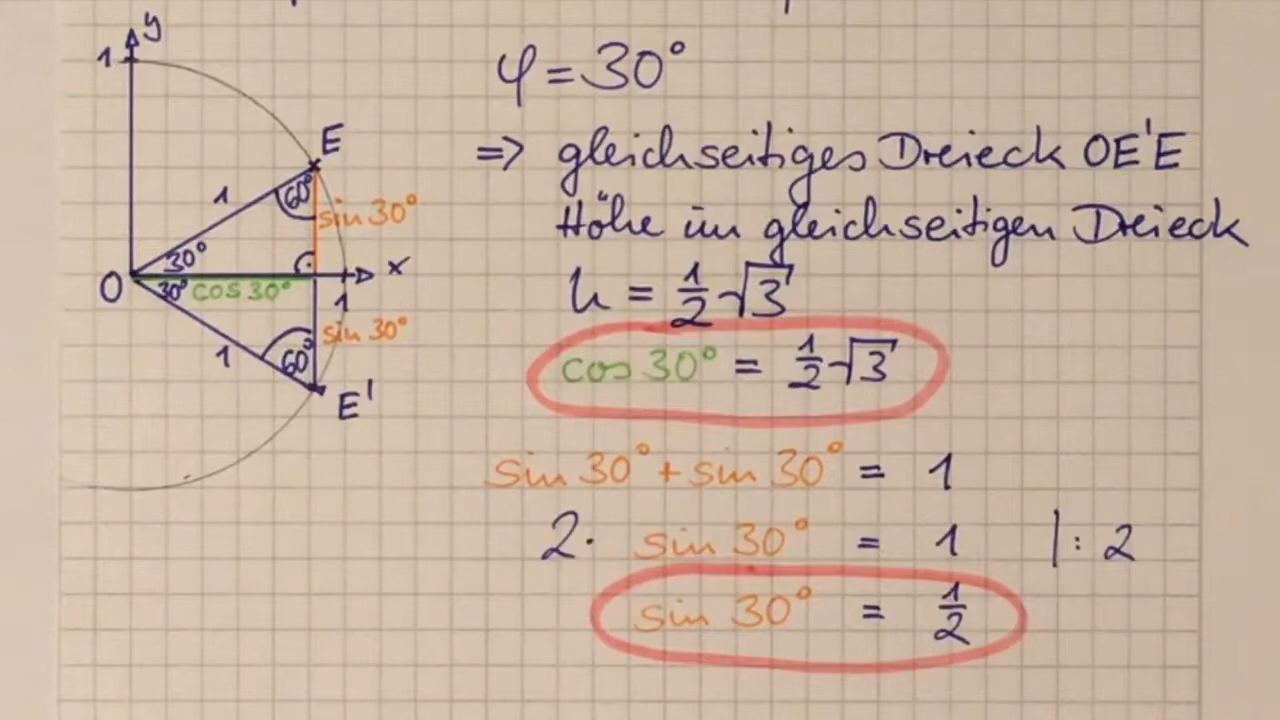 y
1
E
1
60°
sin 30°
30°
x
O
30°
cos 30°
1
sin 30°
1
60°
E'
φ = 30°
=> gleichseitiges Dreieck OE'E
Höhe im gleichseitigen Dreieck
h = 1/2 √3
cos 30° = 1/2 √3
sin 30° + sin 30° = 1
2 · sin 30° = 1 | : 2
sin 30° = 1/2